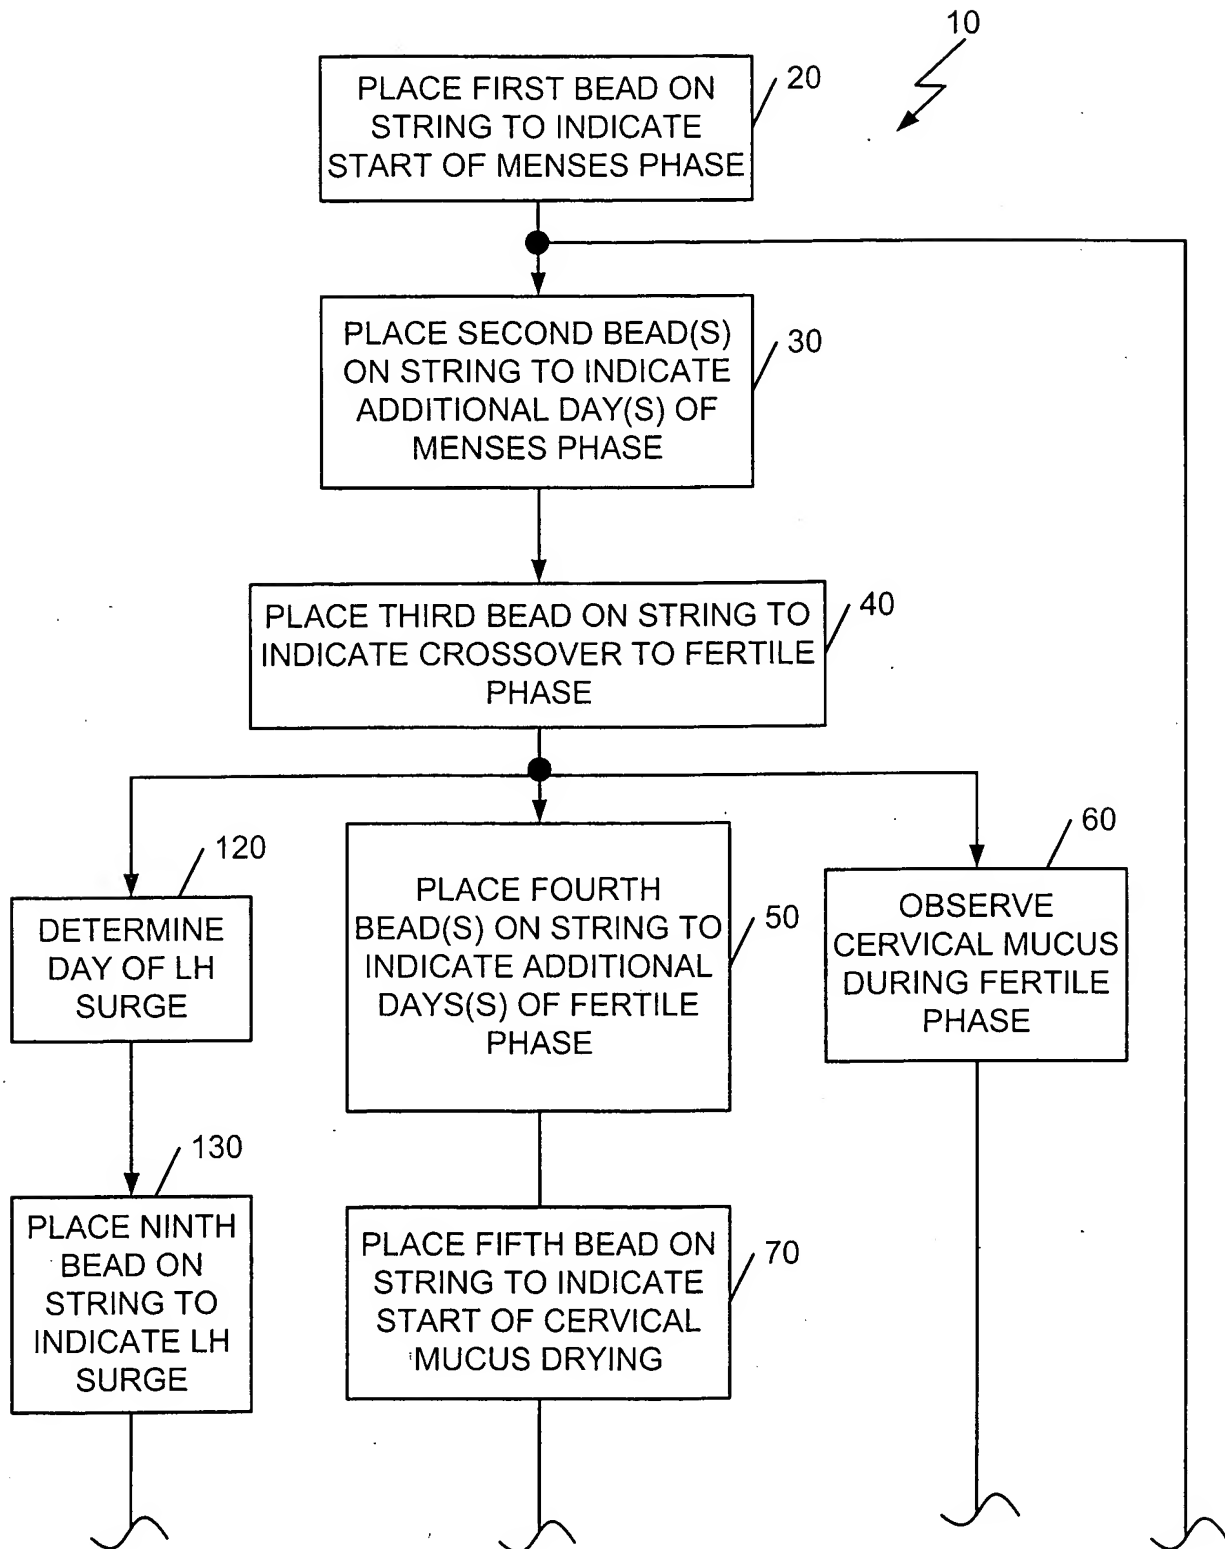 10
PLACE FIRST BEAD ON
STRING TO INDICATE
START OF MENSES PHASE
20
PLACE SECOND BEAD(S)
ON STRING TO INDICATE
ADDITIONAL DAY(S) OF
MENSES PHASE
30
PLACE THIRD BEAD ON STRING TO
INDICATE CROSSOVER TO FERTILE
PHASE
40
120
DETERMINE
DAY OF LH
SURGE
PLACE FOURTH
BEAD(S) ON STRING TO
INDICATE ADDITIONAL
DAYS(S) OF FERTILE
PHASE
50
60
OBSERVE
CERVICAL MUCUS
DURING FERTILE
PHASE
130
PLACE NINTH
BEAD ON
STRING TO
INDICATE LH
SURGE
PLACE FIFTH BEAD ON
STRING TO INDICATE
START OF CERVICAL
MUCUS DRYING
70